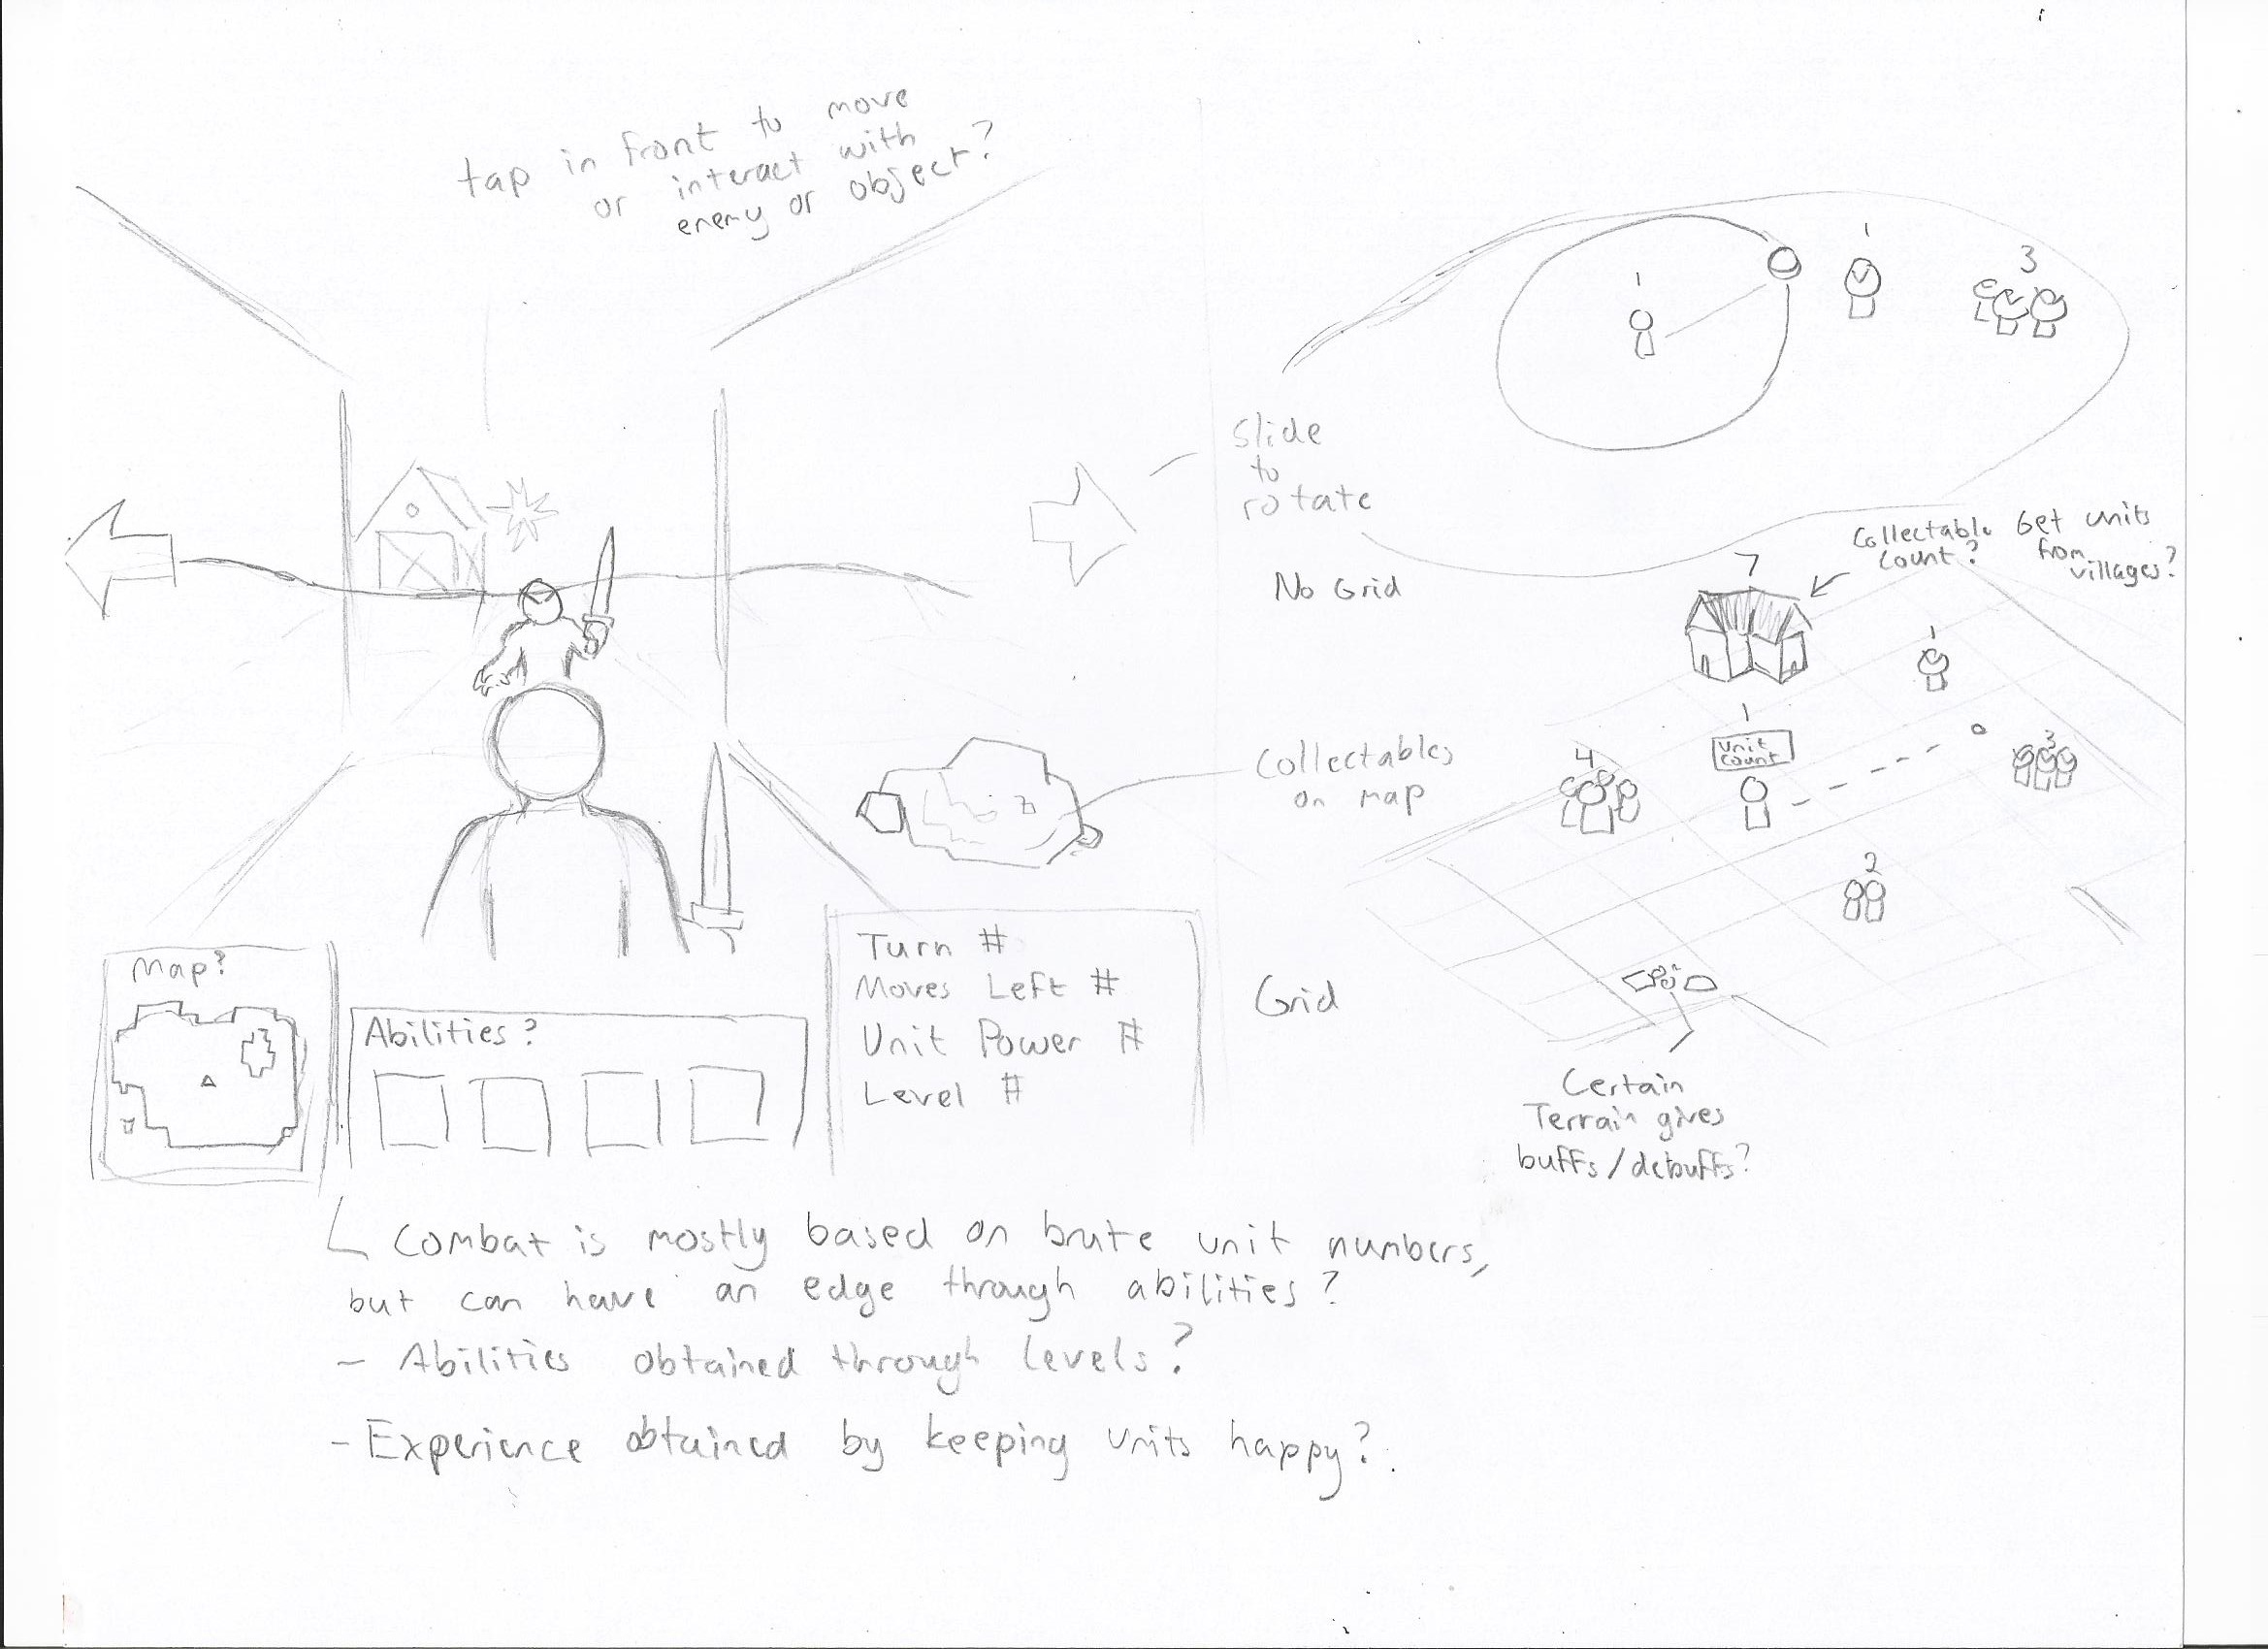 tap in front to move
or interact with
enemy or object?
1
1
3
Slide
to
rotate
No Grid
Collectable
Count?
Get units
from
villages?
7
1
1
Unit
Count
4
3
2
Collectables
on map
Grid
Certain
Terrain gives
buffs/debuffs?
Map?
Abilities?
Turn #
Moves Left #
Unit Power #
Level #
Combat is mostly based on brute unit numbers,
but can have an edge through abilities?
- Abilities obtained through levels?
- Experience obtained by keeping units happy?